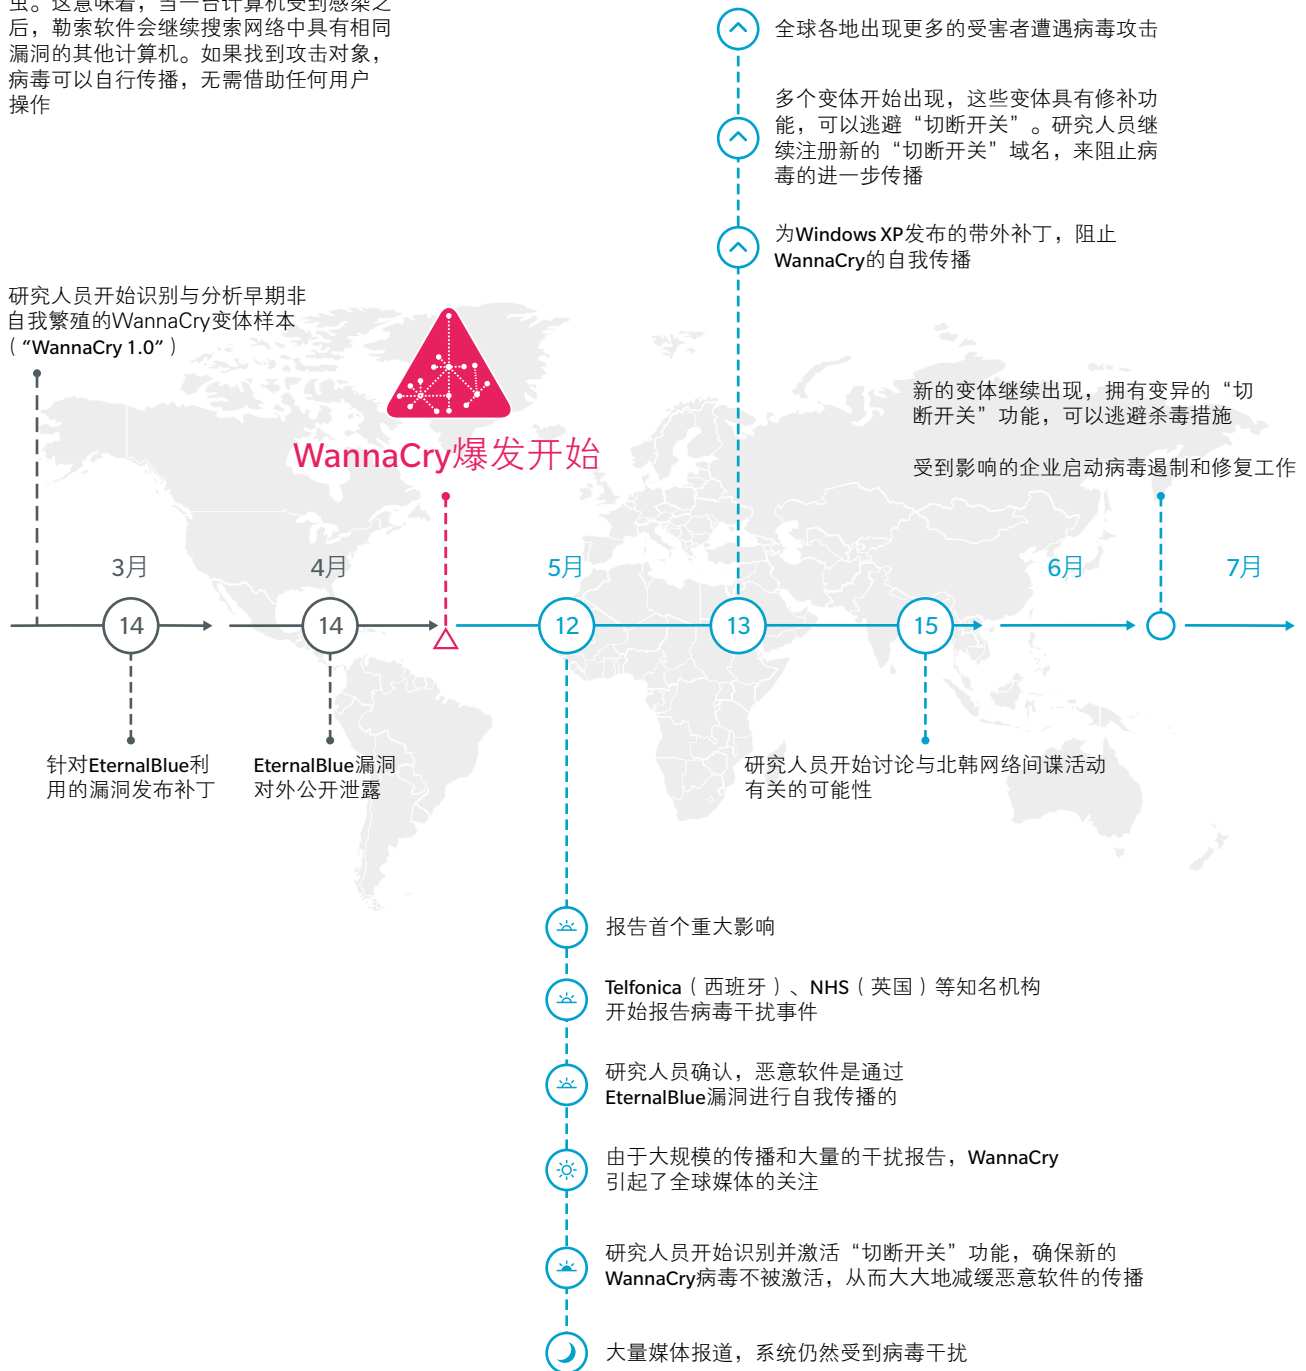 虫。这意味着，当一台计算机受到感染之
后，勒索软件会继续搜索网络中具有相同
漏洞的其他计算机。如果找到攻击对象，
病毒可以自行传播，无需借助任何用户
操作
全球各地出现更多的受害者遭遇病毒攻击
多个变体开始出现，这些变体具有修补功
能，可以逃避“切断开关”。研究人员继
续注册新的“切断开关”域名，来阻止病
毒的进一步传播
为Windows XP发布的带外补丁，阻止
WannaCry的自我传播
研究人员开始识别与分析早期非
自我繁殖的WannaCry变体样本
（“WannaCry 1.0”）
WannaCry爆发开始
新的变体继续出现，拥有变异的“切
断开关”功能，可以逃避杀毒措施
受到影响的企业启动病毒遏制和修复工作
3月
4月
5月
6月
7月
14
14
12
13
15
针对EternalBlue利
用的漏洞发布补丁
EternalBlue漏洞
对外公开泄露
研究人员开始讨论与北韩网络间谍活动
有关的可能性
报告首个重大影响
Telfonica（西班牙）、NHS（英国）等知名机构
开始报告病毒干扰事件
研究人员确认，恶意软件是通过
EternalBlue漏洞进行自我传播的
由于大规模的传播和大量的干扰报告，WannaCry
引起了全球媒体的关注
研究人员开始识别并激活“切断开关”功能，确保新的
WannaCry病毒不被激活，从而大大地减缓恶意软件的传播
大量媒体报道，系统仍然受到病毒干扰